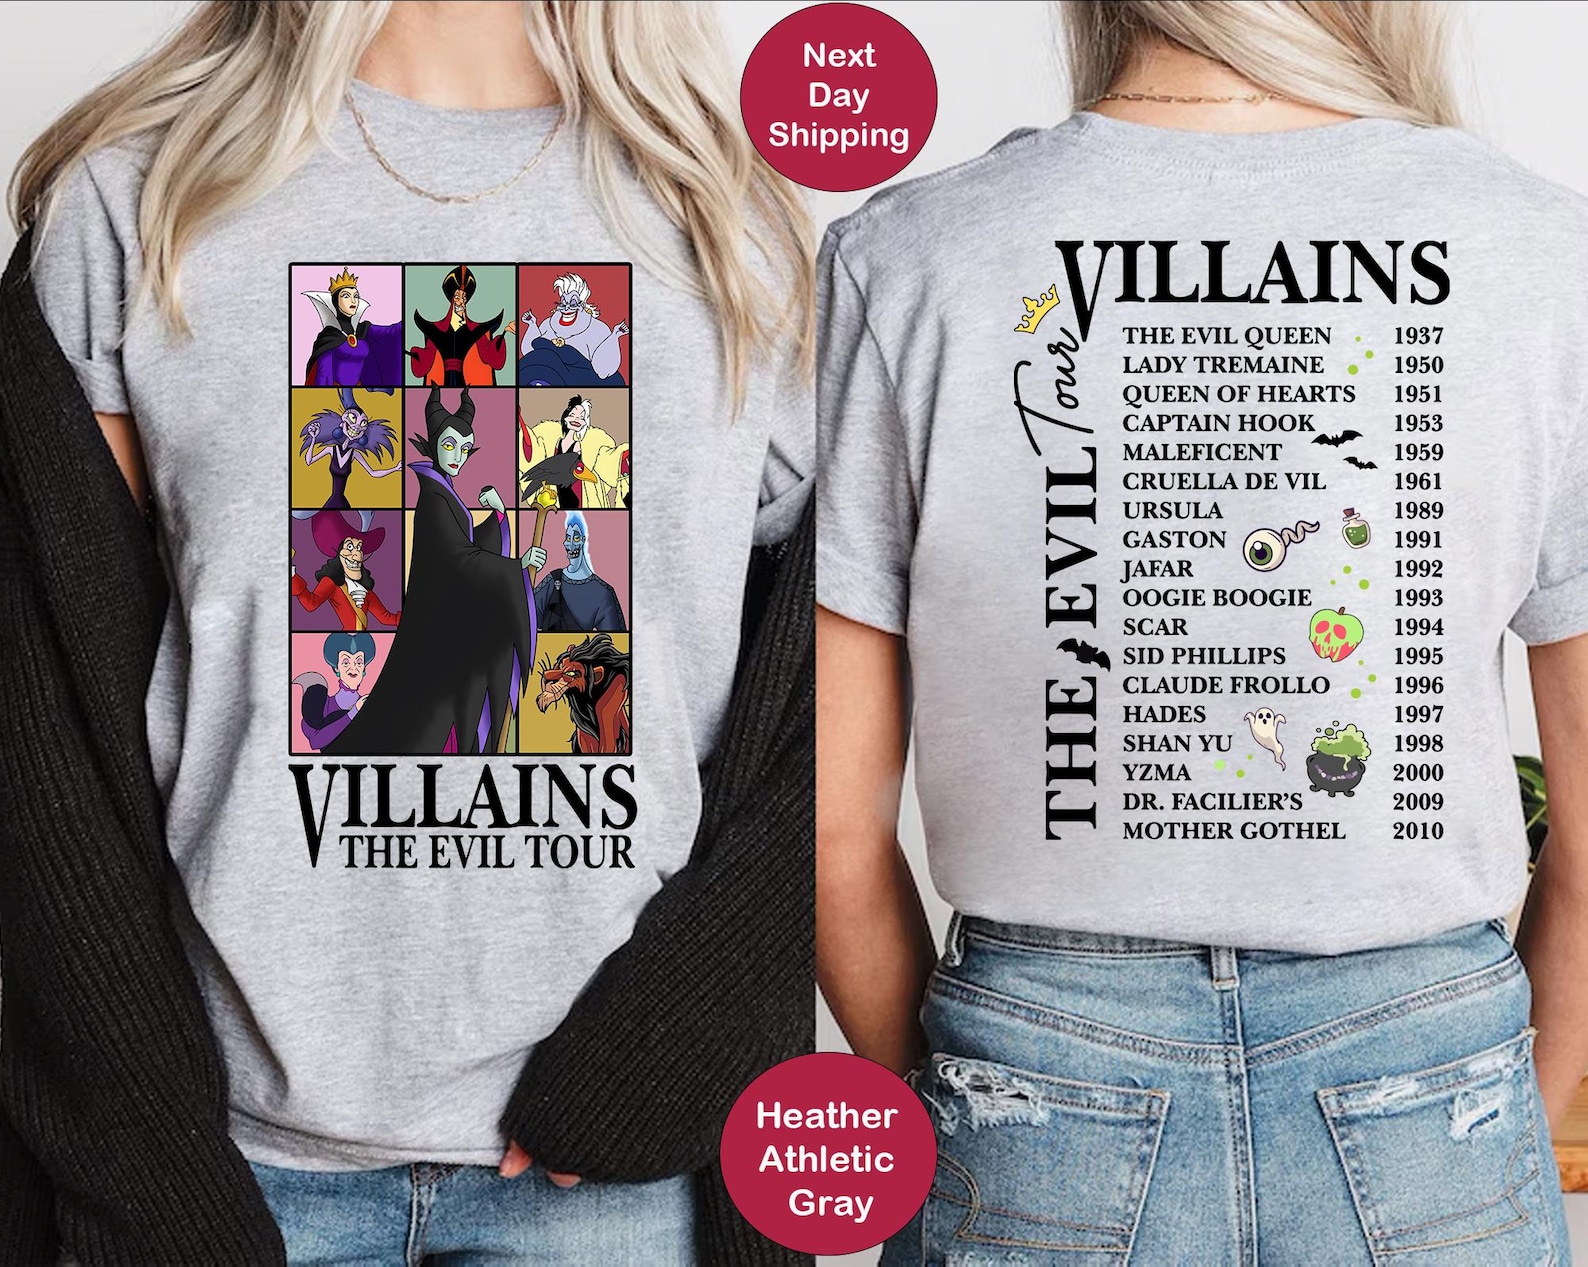 Next
Day
Shipping
VILLAINS
THE EVIL TOUR
VILLAINS
THE EVIL Tour
THE EVIL QUEEN 1937
LADY TREMAINE 1950
QUEEN OF HEARTS 1951
CAPTAIN HOOK 1953
MALEFICENT 1959
CRUELLA DE VIL 1961
URSULA 1989
GASTON 1991
JAFAR 1992
OOGIE BOOGIE 1993
SCAR 1994
SID PHILLIPS 1995
CLAUDE FROLLO 1996
HADES 1997
SHAN YU 1998
YZMA 2000
DR. FACILIER'S 2009
MOTHER GOTHEL 2010
Heather
Athletic
Gray